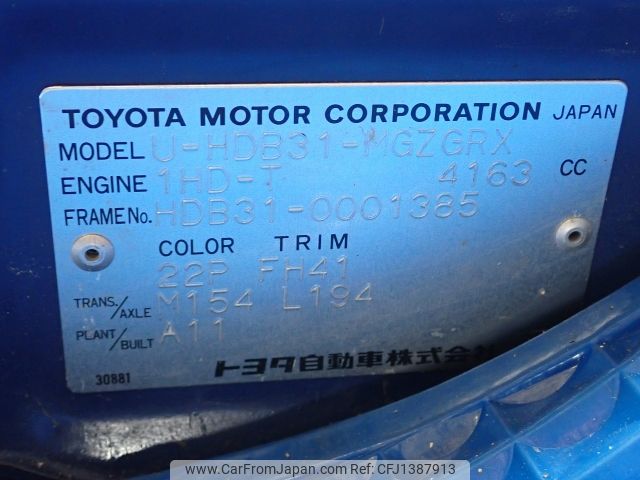 TOYOTA MOTOR CORPORATION JAPAN
MODEL U-HDB31-MGZGRX
ENGINE 1HD-T 4163 CC
FRAME No. HDB31-0001385
COLOR TRIM
22P FH41
TRANS./AXLE M154 L194
PLANT/BUILT A11
トヨタ自動車株式会
30881
www.CarFromJapan.com © CarFromJapan.com CFJ1387913